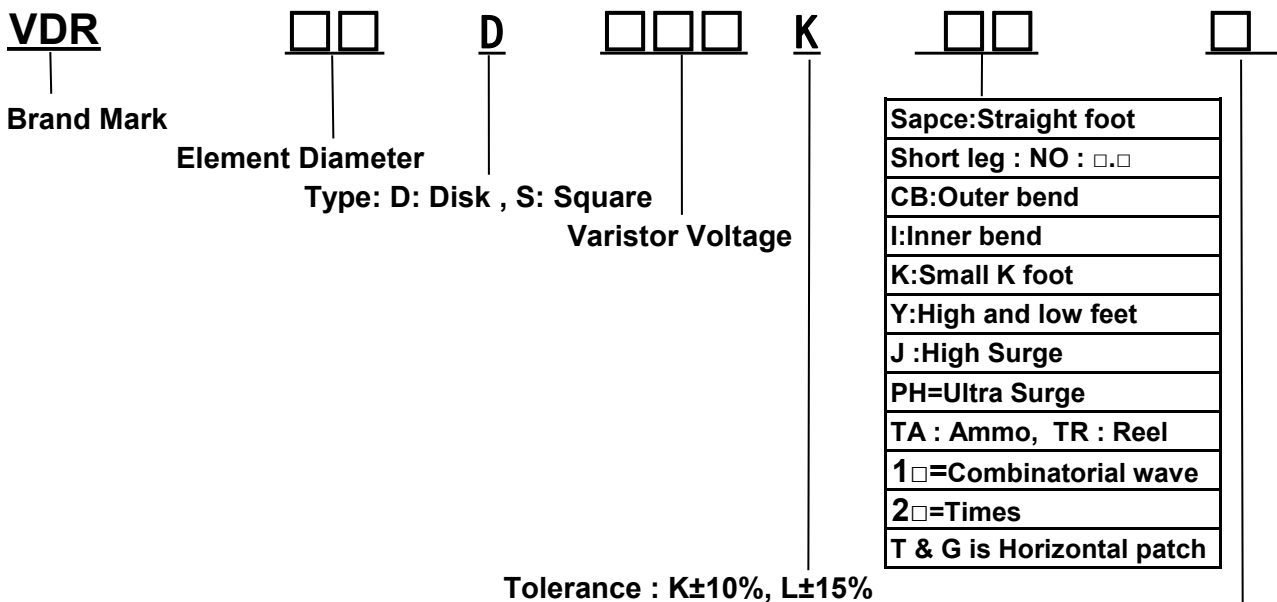 VDR □□ D □□□ K □□ □
Brand Mark
Element Diameter
Type: D: Disk , S: Square
Varistor Voltage
Sapce:Straight foot
Short leg : NO : □.□
CB:Outer bend
I:Inner bend
K:Small K foot
Y:High and low feet
J :High Surge
PH=Ultra Surge
TA : Ammo, TR : Reel
1□=Combinatorial wave
2□=Times
T & G is Horizontal patch
Tolerance : K±10%, L±15%